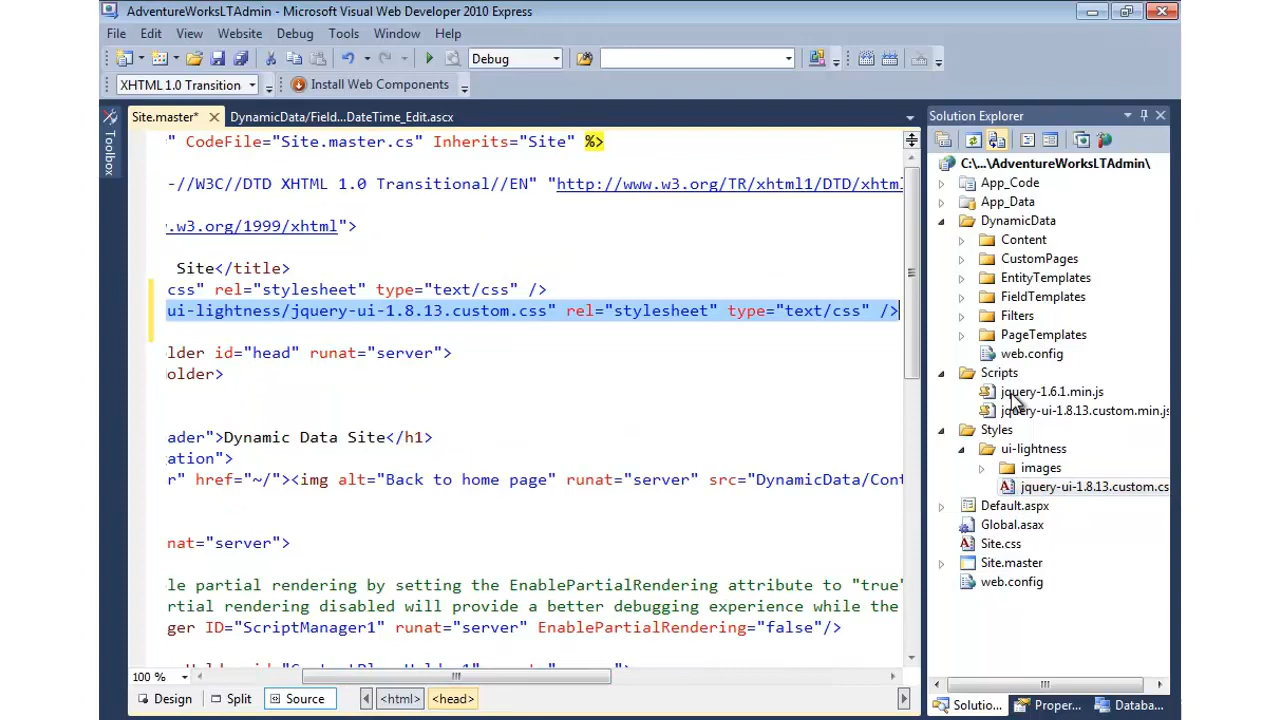 AdventureWorksLTAdmin - Microsoft Visual Web Developer 2010 Express
File Edit View Website Debug Tools Window Help
Debug
XHTML 1.0 Transition Install Web Components
Toolbox
Site.master* DynamicData/Field...DateTime_Edit.ascx
" CodeFile="Site.master.cs" Inherits="Site" %>
-//W3C//DTD XHTML 1.0 Transitional//EN" "http://www.w3.org/TR/xhtml1/DTD/xhtml
.w3.org/1999/xhtml">
Site</title>
css" rel="stylesheet" type="text/css" />
ui-lightness/jquery-ui-1.8.13.custom.css" rel="stylesheet" type="text/css" />
lder id="head" runat="server">
older>
ader">Dynamic Data Site</h1>
gation">
r" href="~/"><img alt="Back to home page" runat="server" src="DynamicData/Cont
nat="server">
le partial rendering by setting the EnablePartialRendering attribute to "true"
rtial rendering disabled will provide a better debugging experience while the
ger ID="ScriptManager1" runat="server" EnablePartialRendering="false"/>
100 %
Design Split Source <html> <head>
Solution Explorer
C:\...\AdventureWorksLTAdmin\
App_Code
App_Data
DynamicData
Content
CustomPages
EntityTemplates
FieldTemplates
Filters
PageTemplates
web.config
Scripts
jquery-1.6.1.min.js
jquery-ui-1.8.13.custom.min.js
Styles
ui-lightness
images
jquery-ui-1.8.13.custom.cs
Default.aspx
Global.asax
Site.css
Site.master
web.config
Solutio... Proper... Databa...